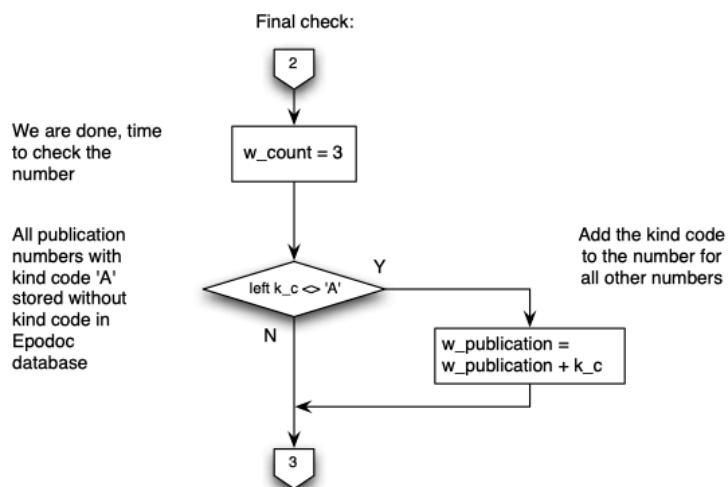 Final check:
2
We are done, time
to check the
number
w_count = 3
All publication
numbers with
kind code 'A'
stored without
kind code in
Epodoc
database
left k_c <> 'A'
Y
N
Add the kind code
to the number for
all other numbers
w_publication =
w_publication + k_c
3